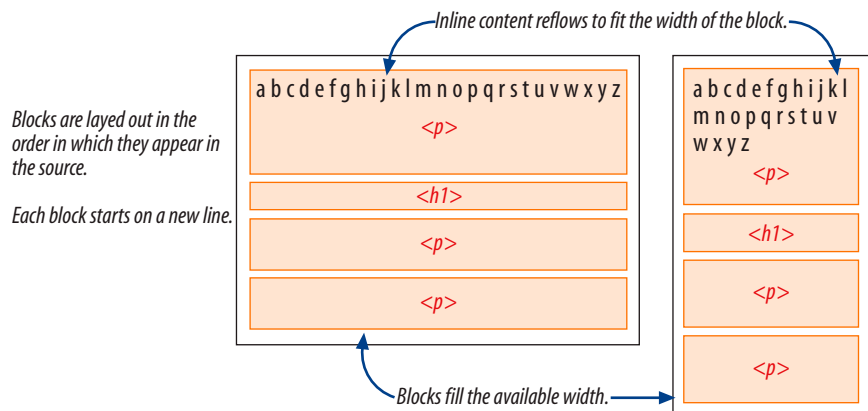 Inline content reflows to fit the width of the block.
Blocks are layed out in the
order in which they appear in
the source.
Each block starts on a new line.
a b c d e f g h i j k l m n o p q r s t u v w x y z
<p>
<h1>
<p>
<p>
a b c d e f g h i j k l
m n o p q r s t u v
w x y z
<p>
<h1>
<p>
<p>
Blocks fill the available width.